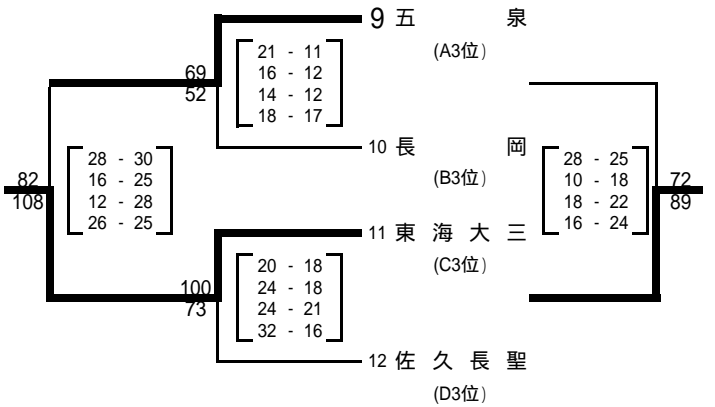 9 五 泉
(A3位)
69
52
21 - 11
16 - 12
14 - 12
18 - 17
10 長 岡
(B3位)
82
108
28 - 30
16 - 25
12 - 28
26 - 25
28 - 25
10 - 18
18 - 22
16 - 24
72
89
11 東 海 大 三
(C3位)
100
73
20 - 18
24 - 18
24 - 21
32 - 16
12 佐 久 長 聖
(D3位)